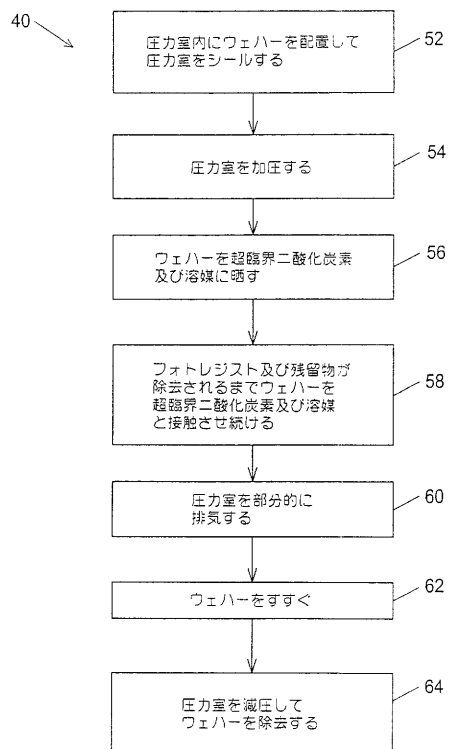 40
圧力室内にウェハーを配置して
圧力室をシールする
52
圧力室を加圧する
54
ウェハーを超臨界二酸化炭素
及び溶媒に晒す
56
フォトレジスト及び残留物が
除去されるまでウェハーを
超臨界二酸化炭素及び溶媒
と接触させ続ける
58
圧力室を部分的に
排気する
60
ウェハーをすすぐ
62
圧力室を減圧して
ウェハーを除去する
64